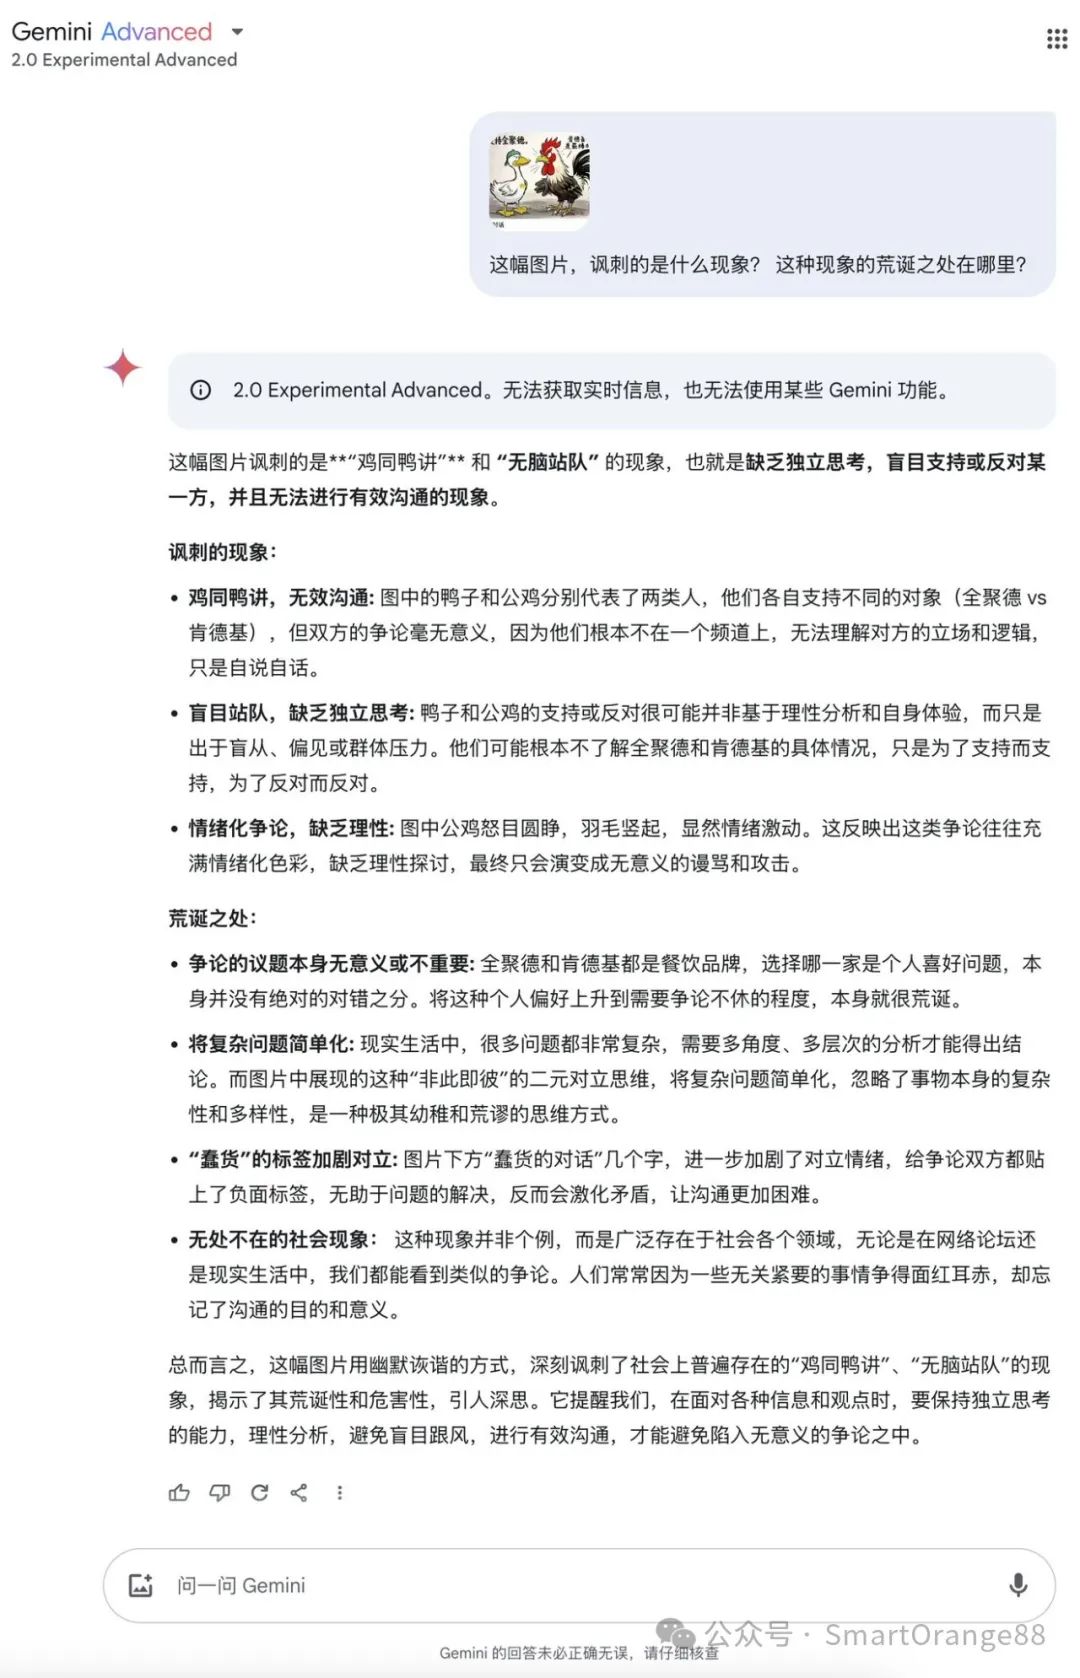 Gemini Advanced
2.0 Experimental Advanced
持全聚德。
对话
这幅图片，讽刺的是什么现象？ 这种现象的荒诞之处在哪里？
2.0 Experimental Advanced。无法获取实时信息，也无法使用某些 Gemini 功能。
这幅图片讽刺的是**“鸡同鸭讲”** 和 “无脑站队” 的现象，也就是缺乏独立思考，盲目支持或反对某
一方，并且无法进行有效沟通的现象。
讽刺的现象：
• 鸡同鸭讲，无效沟通: 图中的鸭子和公鸡分别代表了两类人，他们各自支持不同的对象（全聚德 vs
肯德基），但双方的争论毫无意义，因为他们根本不在一个频道上，无法理解对方的立场和逻辑，
只是自说自话。
• 盲目站队，缺乏独立思考: 鸭子和公鸡的支持或反对很可能并非基于理性分析和自身体验，而只是
出于盲从、偏见或群体压力。他们可能根本不了解全聚德和肯德基的具体情况，只是为了支持而支
持，为了反对而反对。
• 情绪化争论，缺乏理性: 图中公鸡怒目圆睁，羽毛竖起，显然情绪激动。这反映出这类争论往往充
满情绪化色彩，缺乏理性探讨，最终只会演变成无意义的谩骂和攻击。
荒诞之处：
• 争论的议题本身无意义或不重要: 全聚德和肯德基都是餐饮品牌，选择哪一家是个人喜好问题，本
身并没有绝对的对错之分。将这种个人偏好上升到需要争论不休的程度，本身就很荒诞。
• 将复杂问题简单化: 现实生活中，很多问题都非常复杂，需要多角度、多层次的分析才能得出结
论。而图片中展现的这种“非此即彼”的二元对立思维，将复杂问题简单化，忽略了事物本身的复杂
性和多样性，是一种极其幼稚和荒谬的思维方式。
• “蠢货”的标签加剧对立: 图片下方“蠢货的对话”几个字，进一步加剧了对立情绪，给争论双方都贴
上了负面标签，无助于问题的解决，反而会激化矛盾，让沟通更加困难。
• 无处不在的社会现象： 这种现象并非个例，而是广泛存在于社会各个领域，无论是在网络论坛还
是现实生活中，我们都能看到类似的争论。人们常常因为一些无关紧要的事情争得面红耳赤，却忘
记了沟通的目的和意义。
总而言之，这幅图片用幽默诙谐的方式，深刻讽刺了社会上普遍存在的“鸡同鸭讲”、“无脑站队”的现
象，揭示了其荒诞性和危害性，引人深思。它提醒我们，在面对各种信息和观点时，要保持独立思考
的能力，理性分析，避免盲目跟风，进行有效沟通，才能避免陷入无意义的争论之中。
问一问 Gemini
公众号 · SmartOrange88
Gemini 的回答未必正确无误，请仔细核查